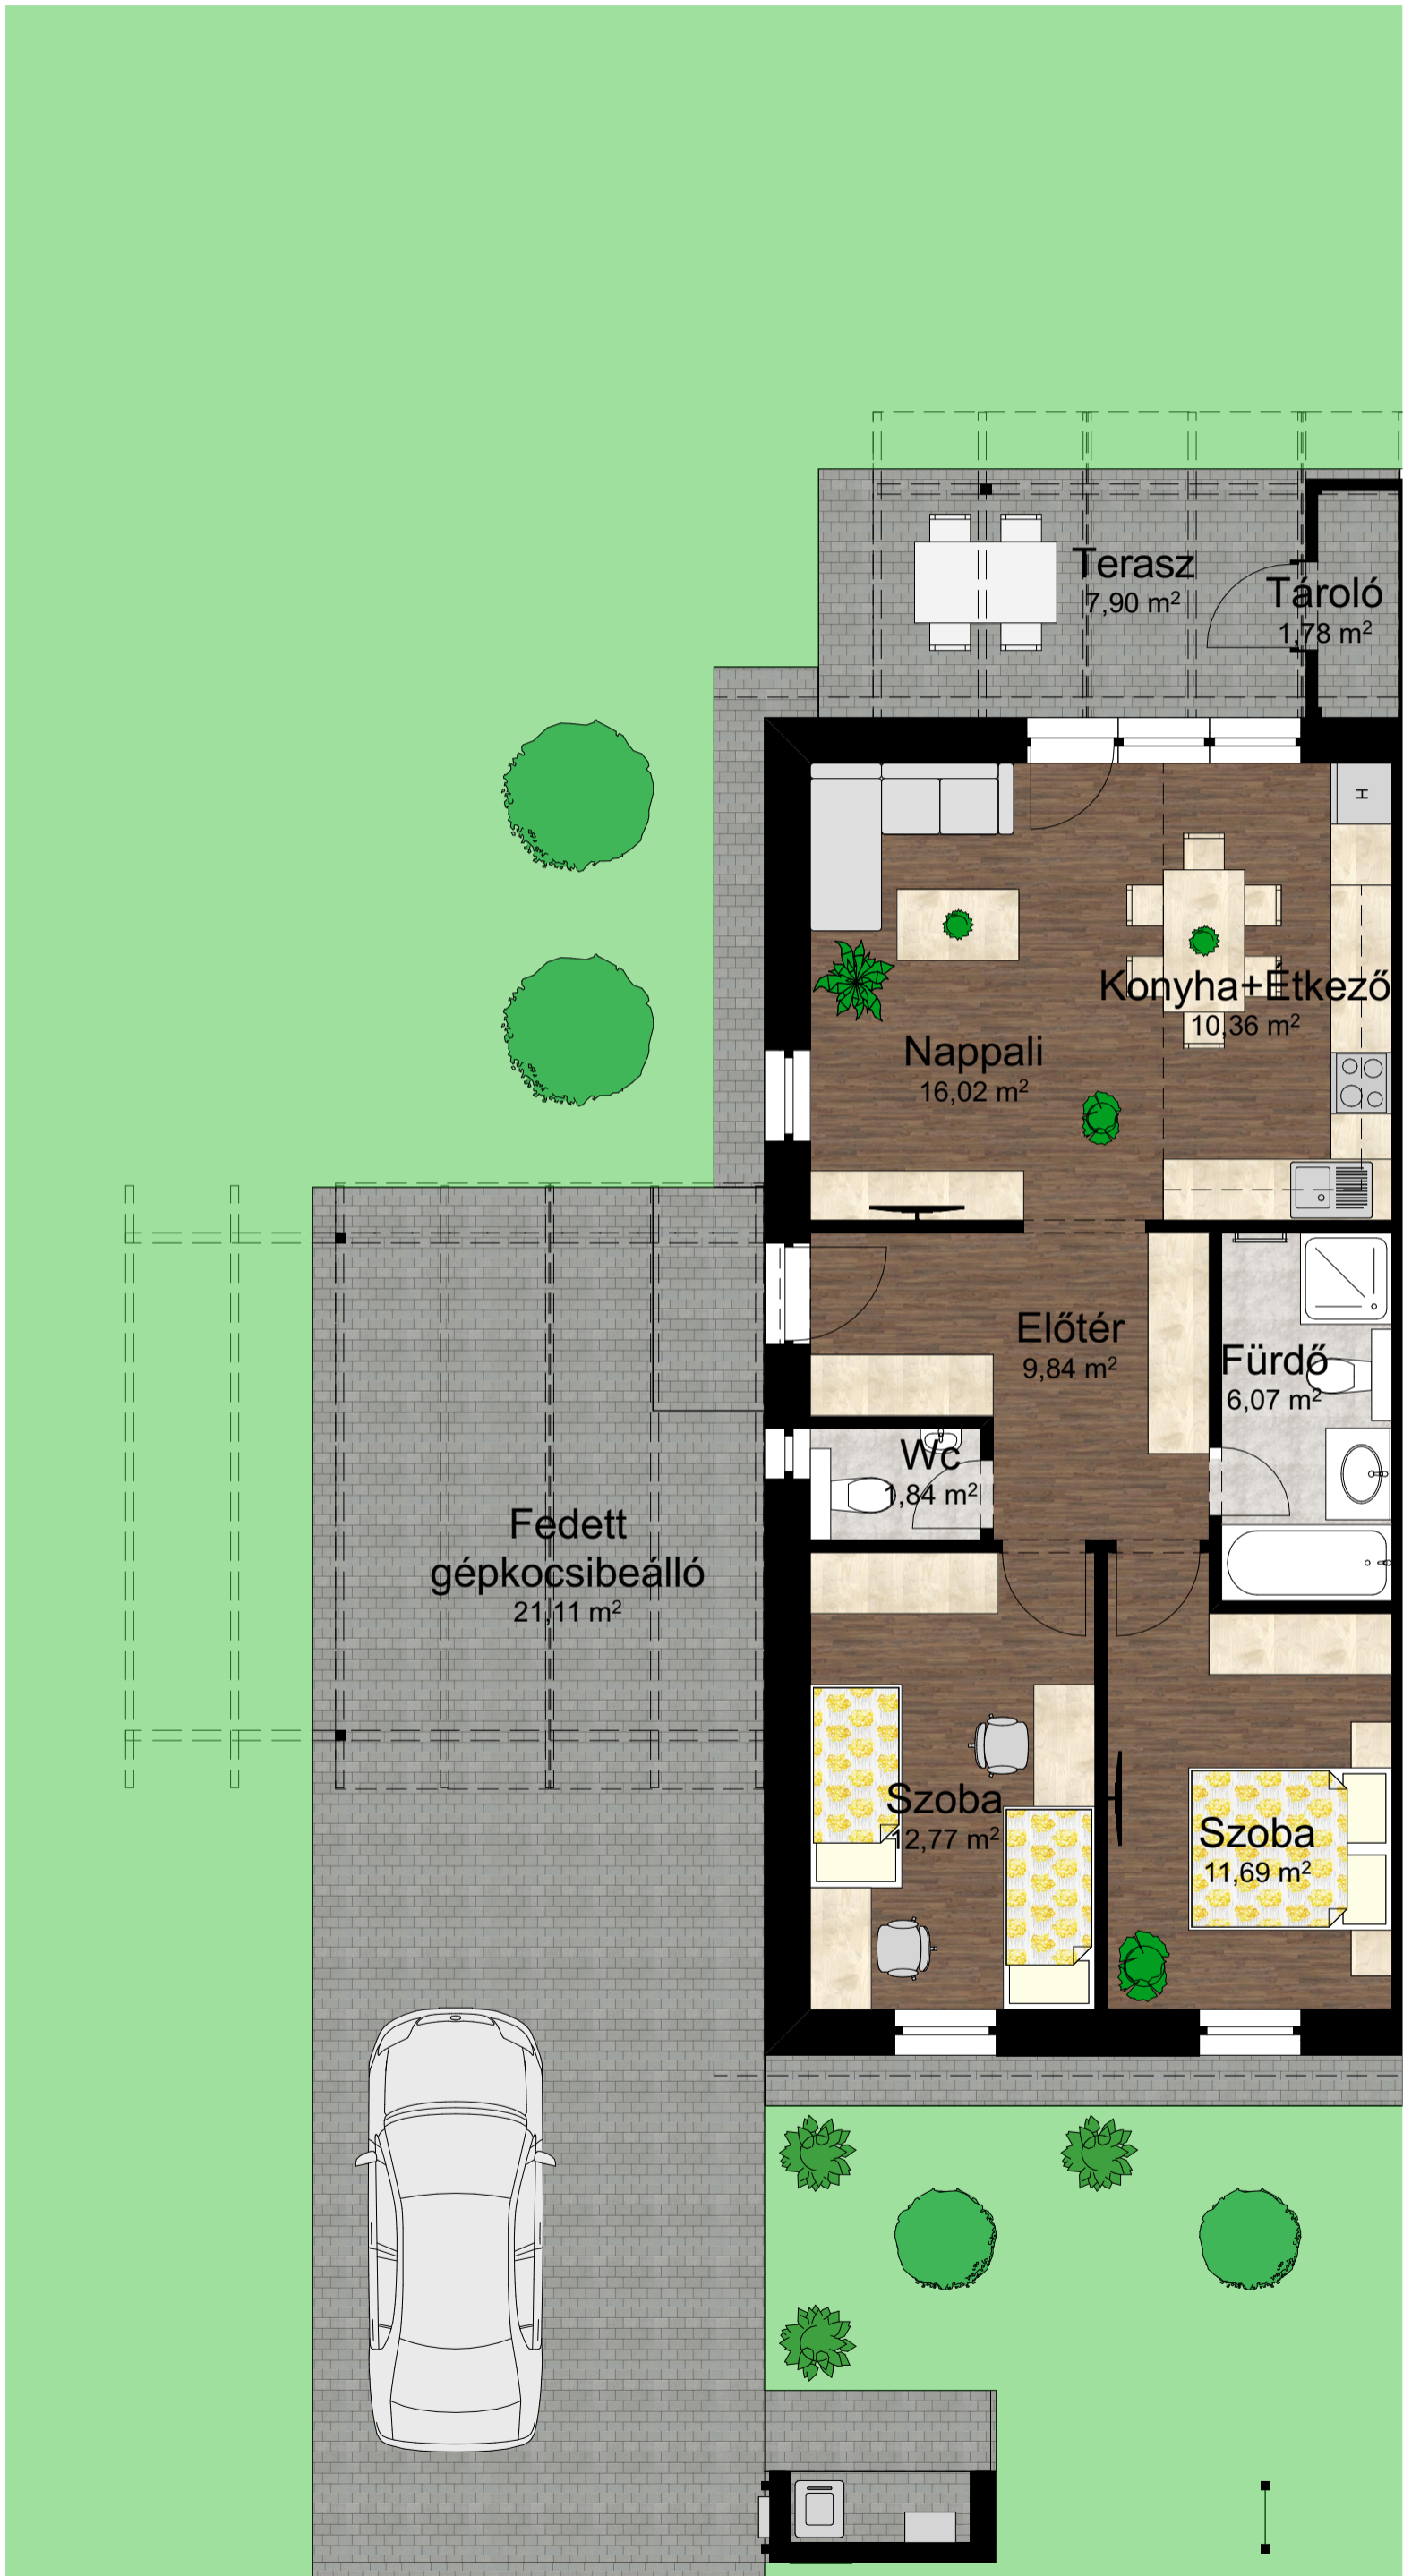 Terasz
7,90 m²
Tároló
1,78 m²
H
Konyha+Étkező
10,36 m²
Nappali
16,02 m²
Előtér
9,84 m²
Fürdő
6,07 m²
Wc
1,84 m²
Fedett
gépkocsibeálló
21,11 m²
Szoba
12,77 m²
Szoba
11,69 m²